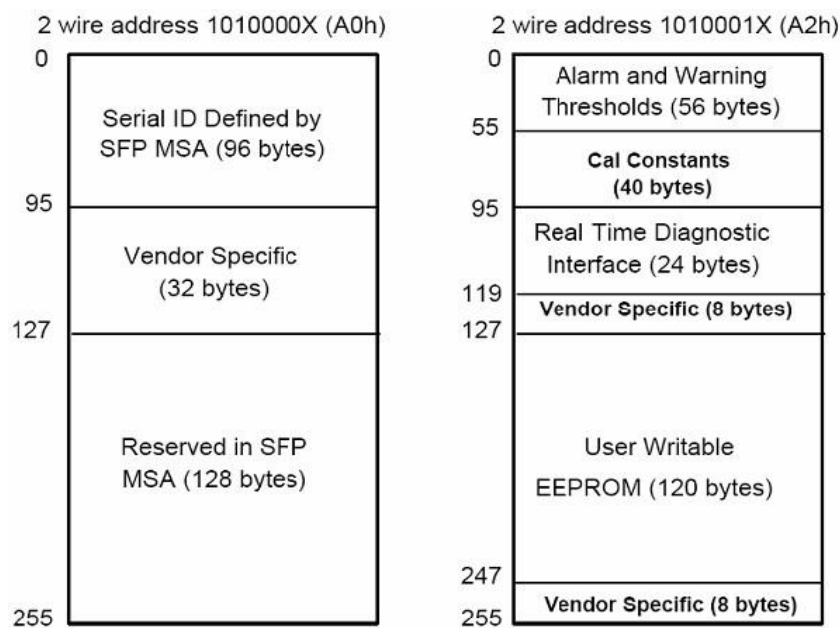 2 wire address 1010000X (A0h)
0
Serial ID Defined by
SFP MSA (96 bytes)
95
Vendor Specific
(32 bytes)
127
Reserved in SFP
MSA (128 bytes)
255
2 wire address 1010001X (A2h)
0
Alarm and Warning
Thresholds (56 bytes)
55
Cal Constants
(40 bytes)
95
Real Time Diagnostic
Interface (24 bytes)
119
Vendor Specific (8 bytes)
127
User Writable
EEPROM (120 bytes)
247
Vendor Specific (8 bytes)
255